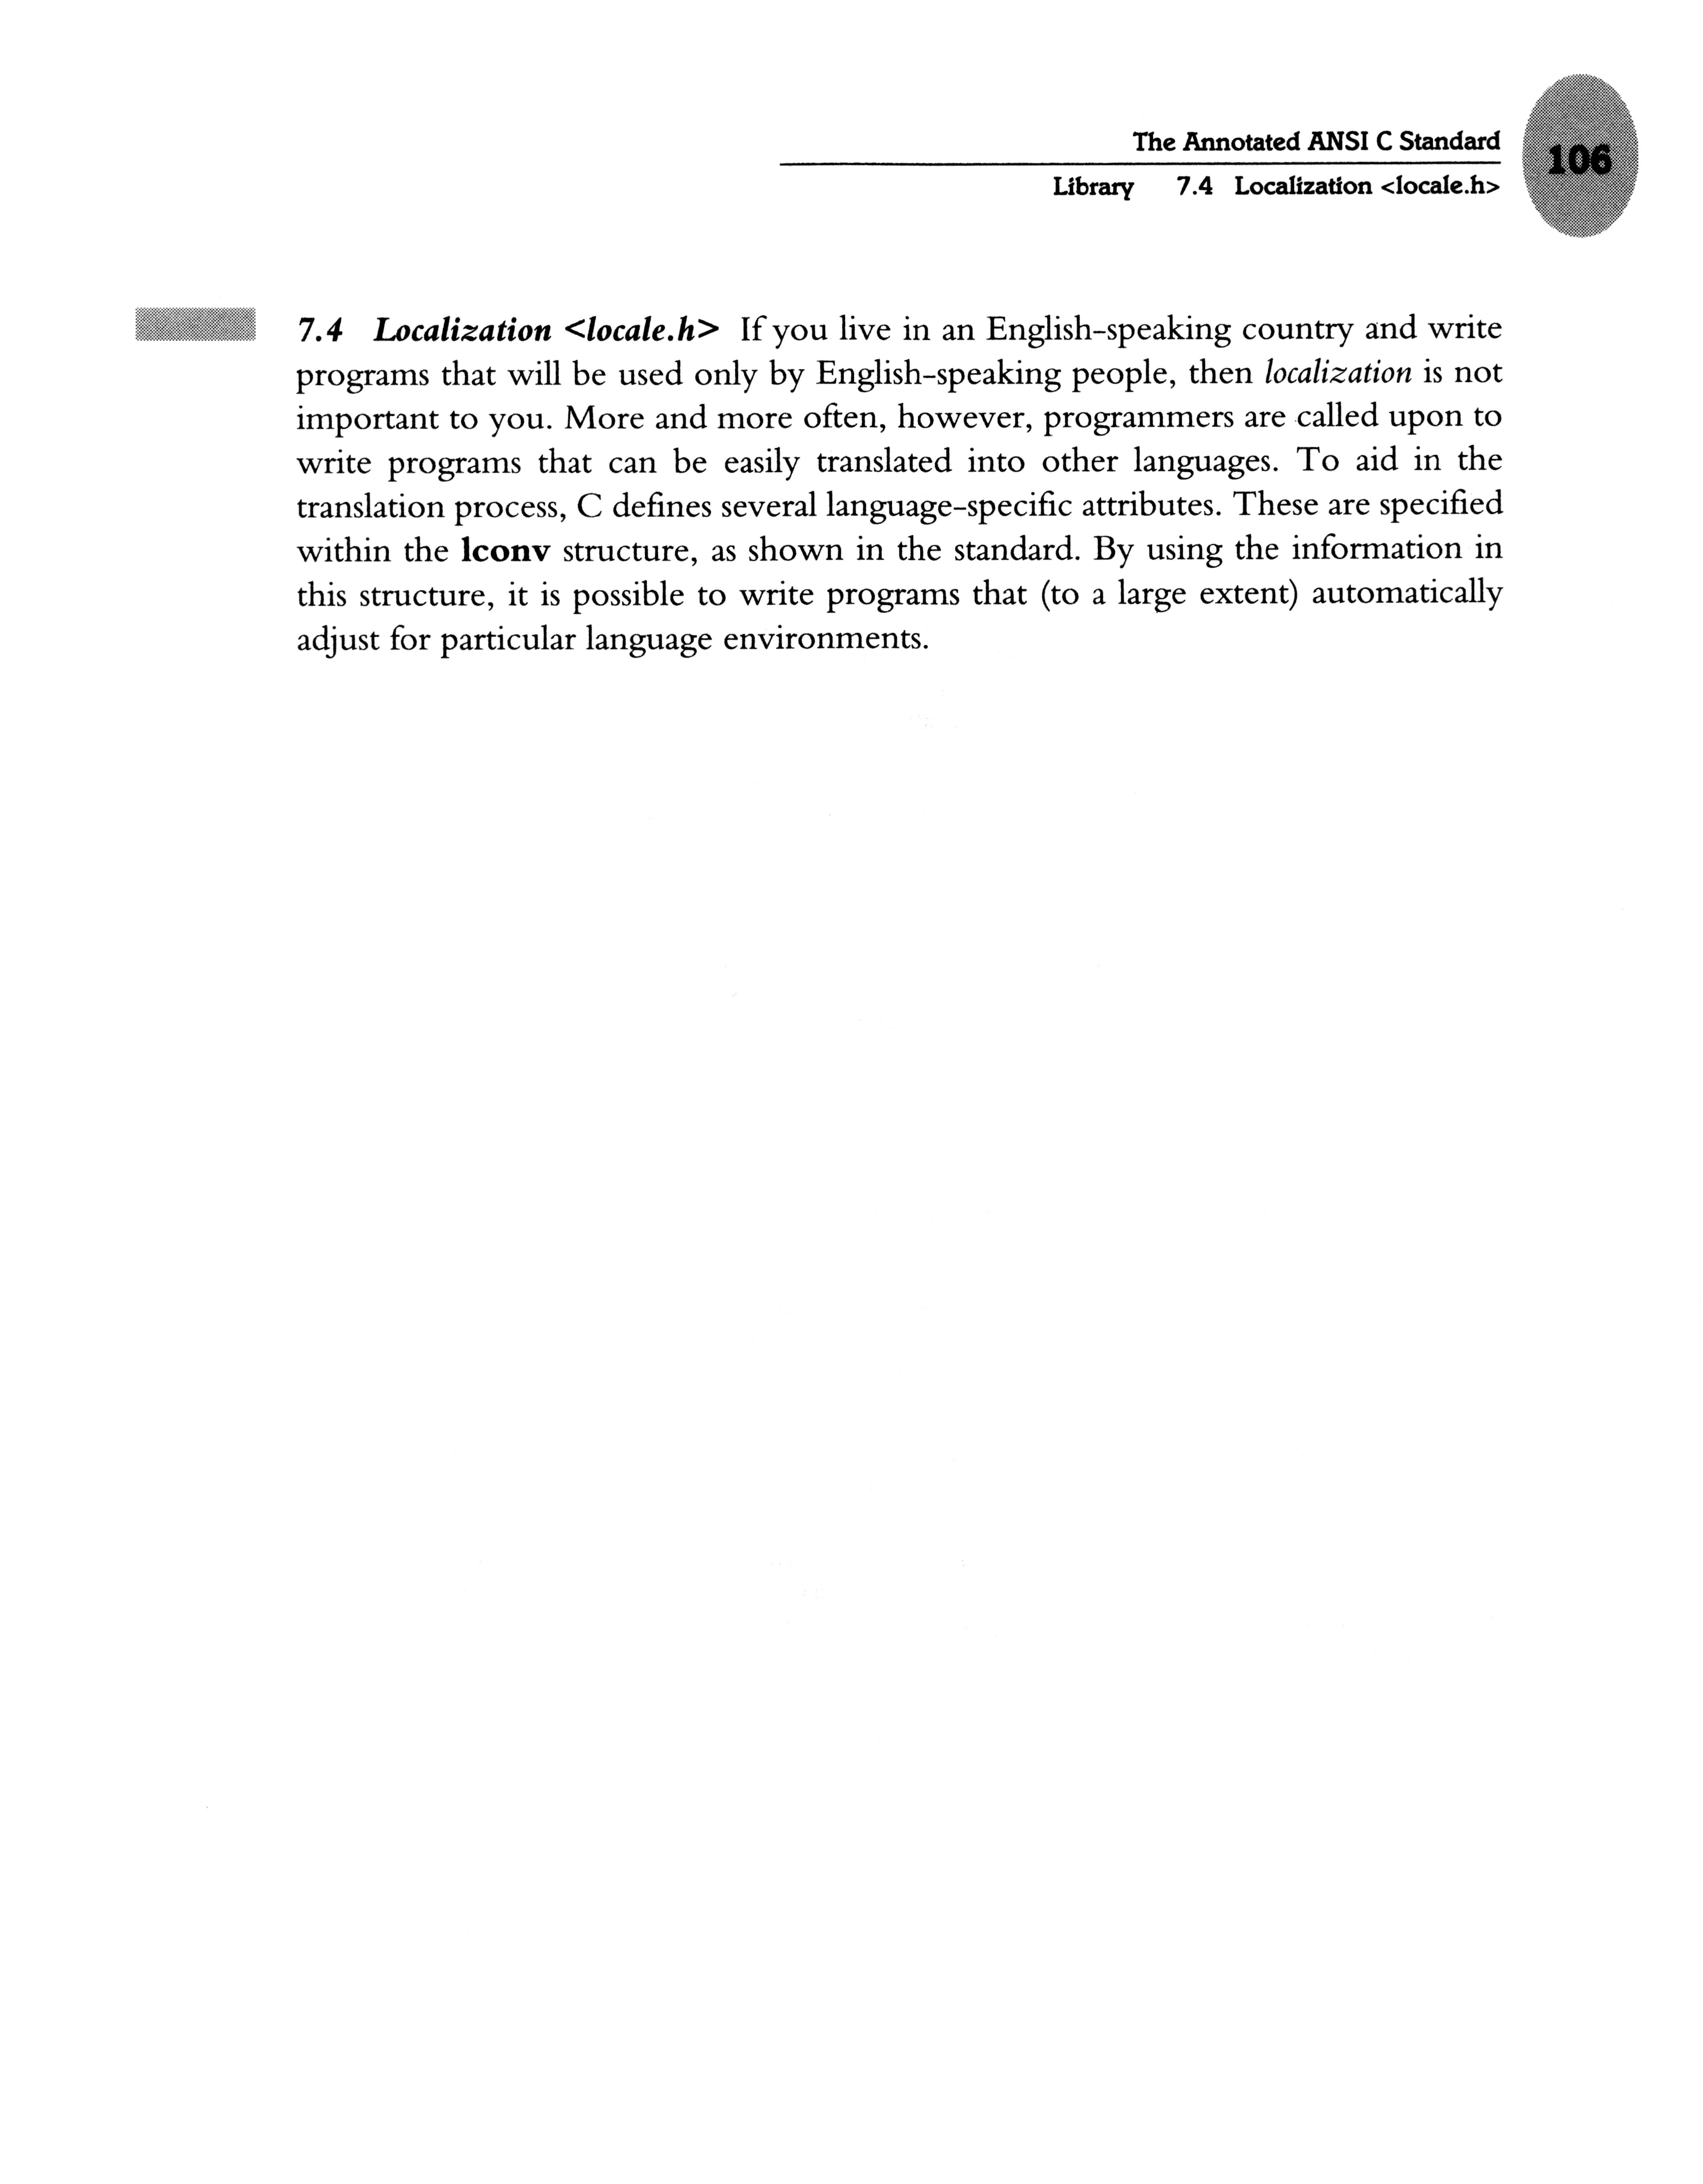 The Annotated ANSI C Standard
106
Library 7.4 Localization <locale.h>
7.4 Localization <locale.h> If you live in an English-speaking country and write
programs that will be used only by English-speaking people, then localization is not
important to you. More and more often, however, programmers are called upon to
write programs that can be easily translated into other languages. To aid in the
translation process, C defines several language-specific attributes. These are specified
within the lconv structure, as shown in the standard. By using the information in
this structure, it is possible to write programs that (to a large extent) automatically
adjust for particular language environments.